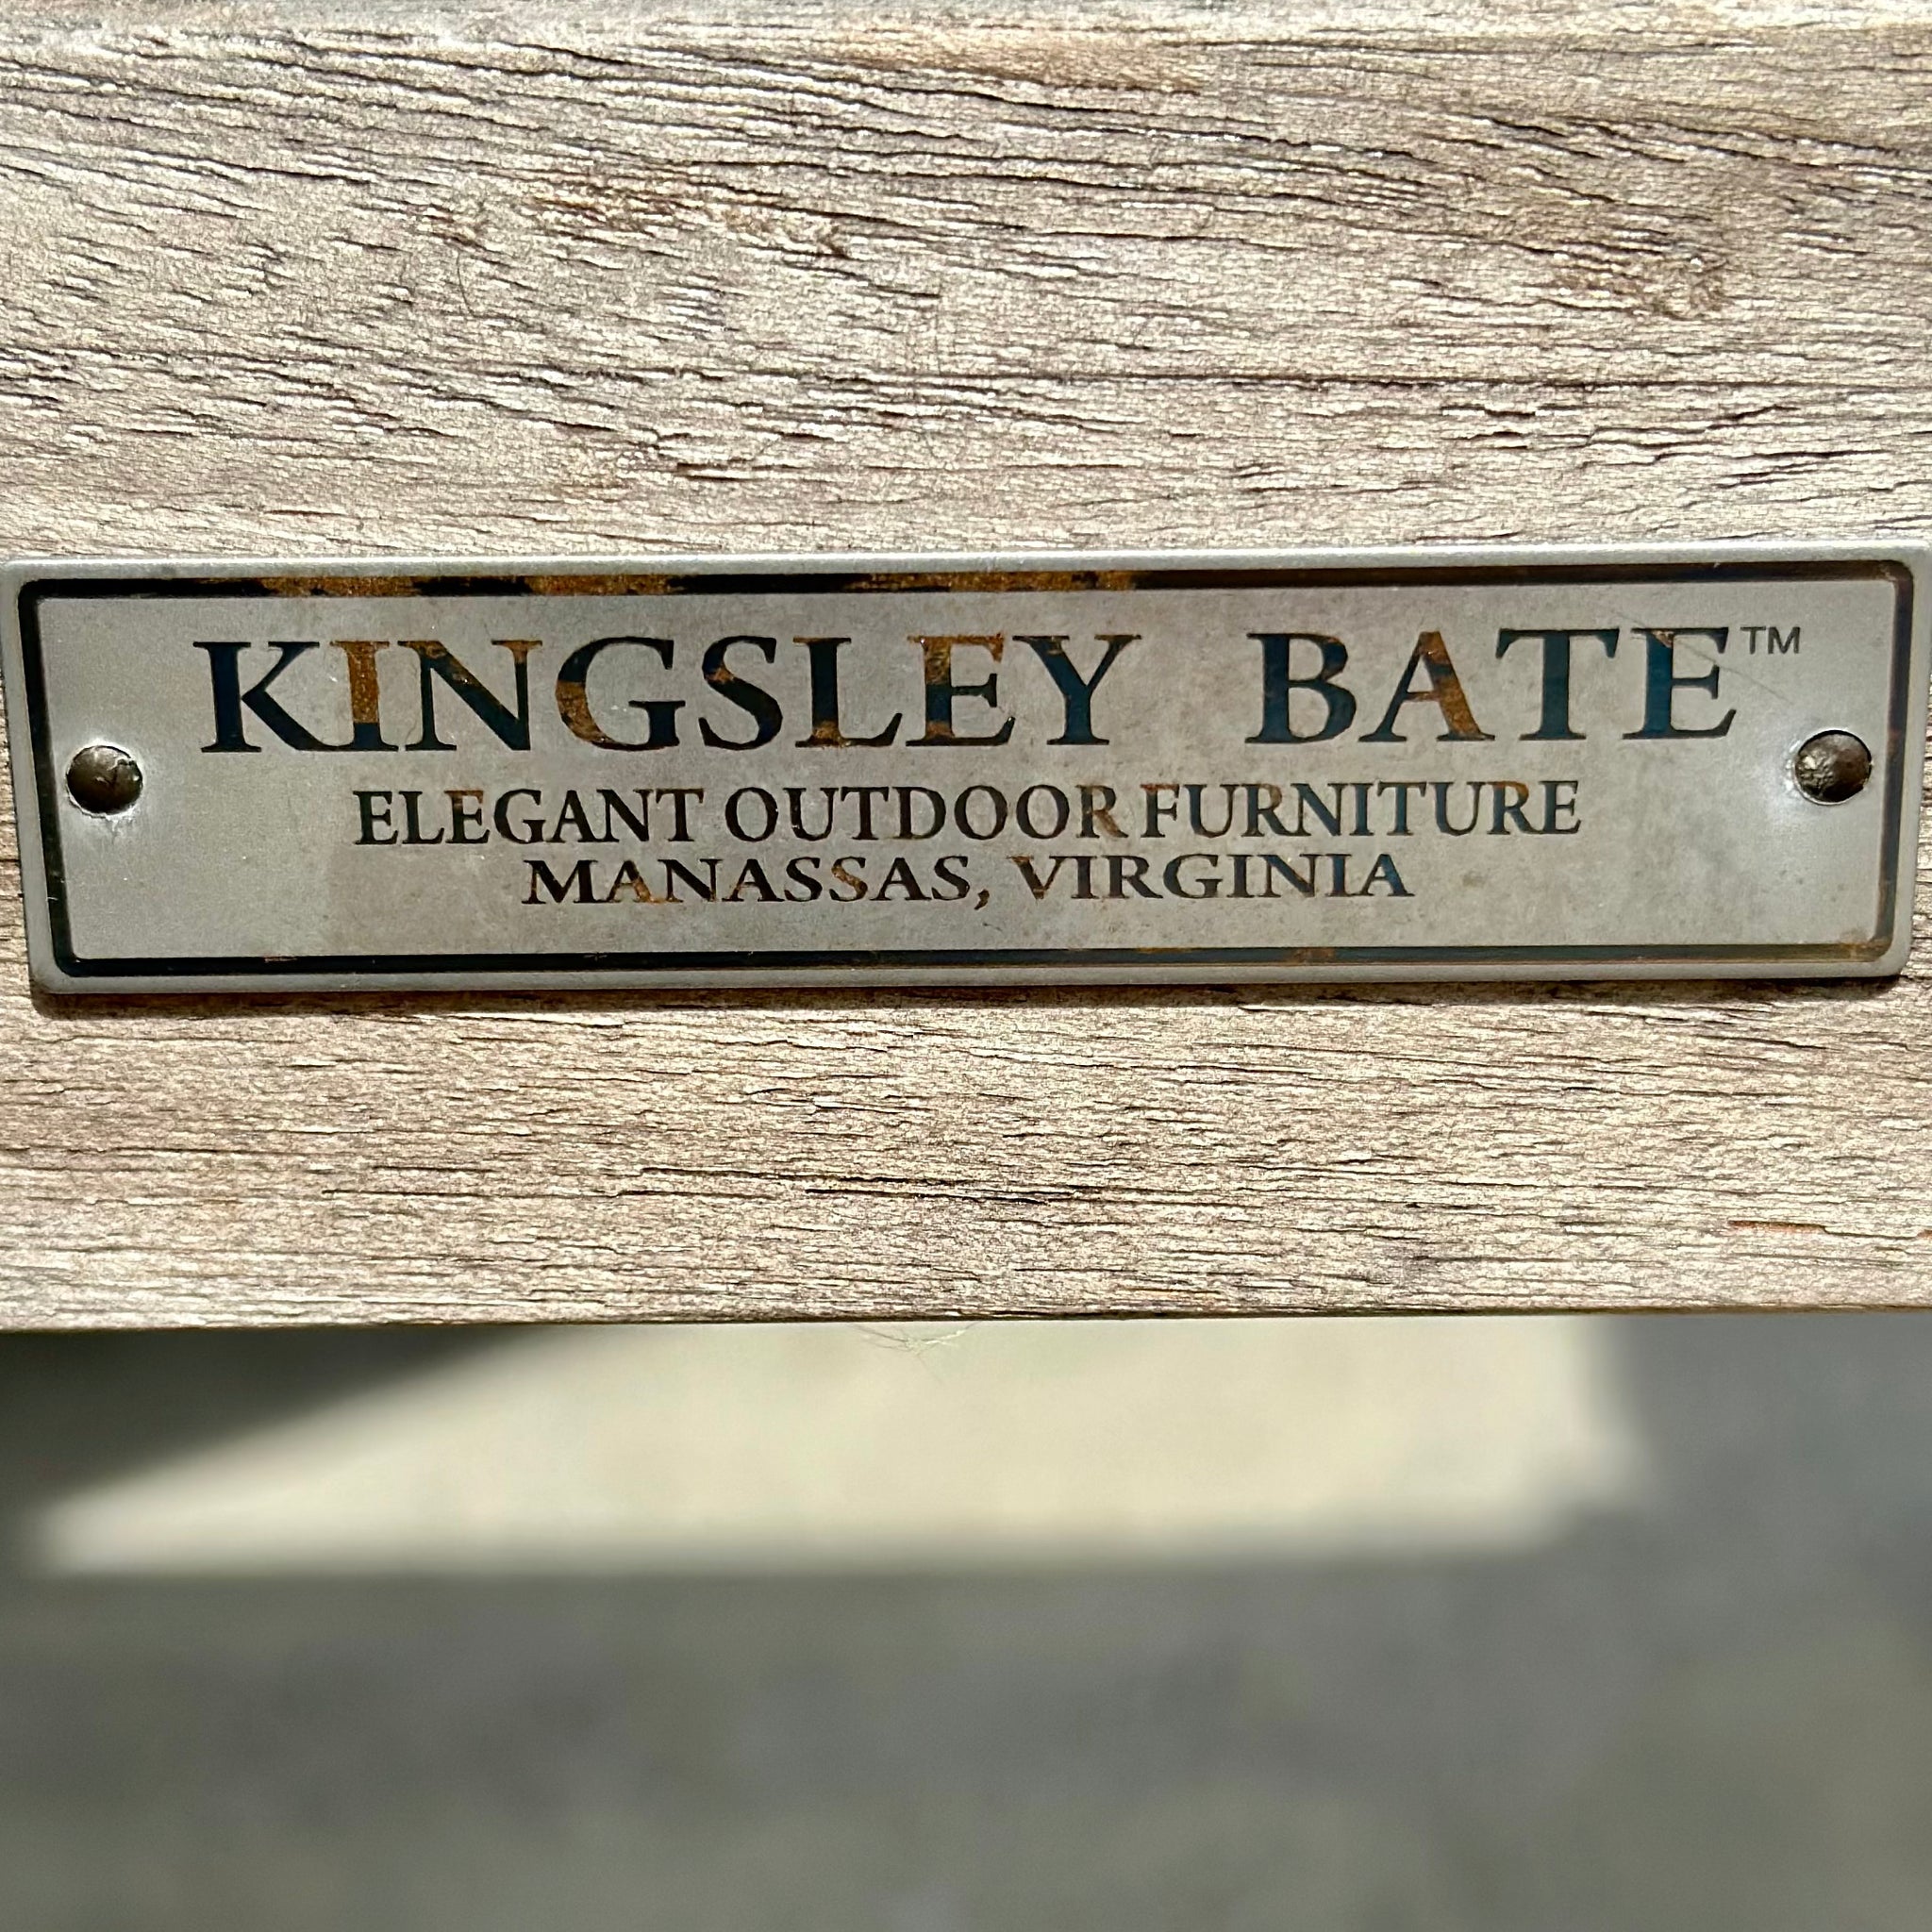 KINGSLEY BATE™
ELEGANT OUTDOOR FURNITURE
MANASSAS, VIRGINIA